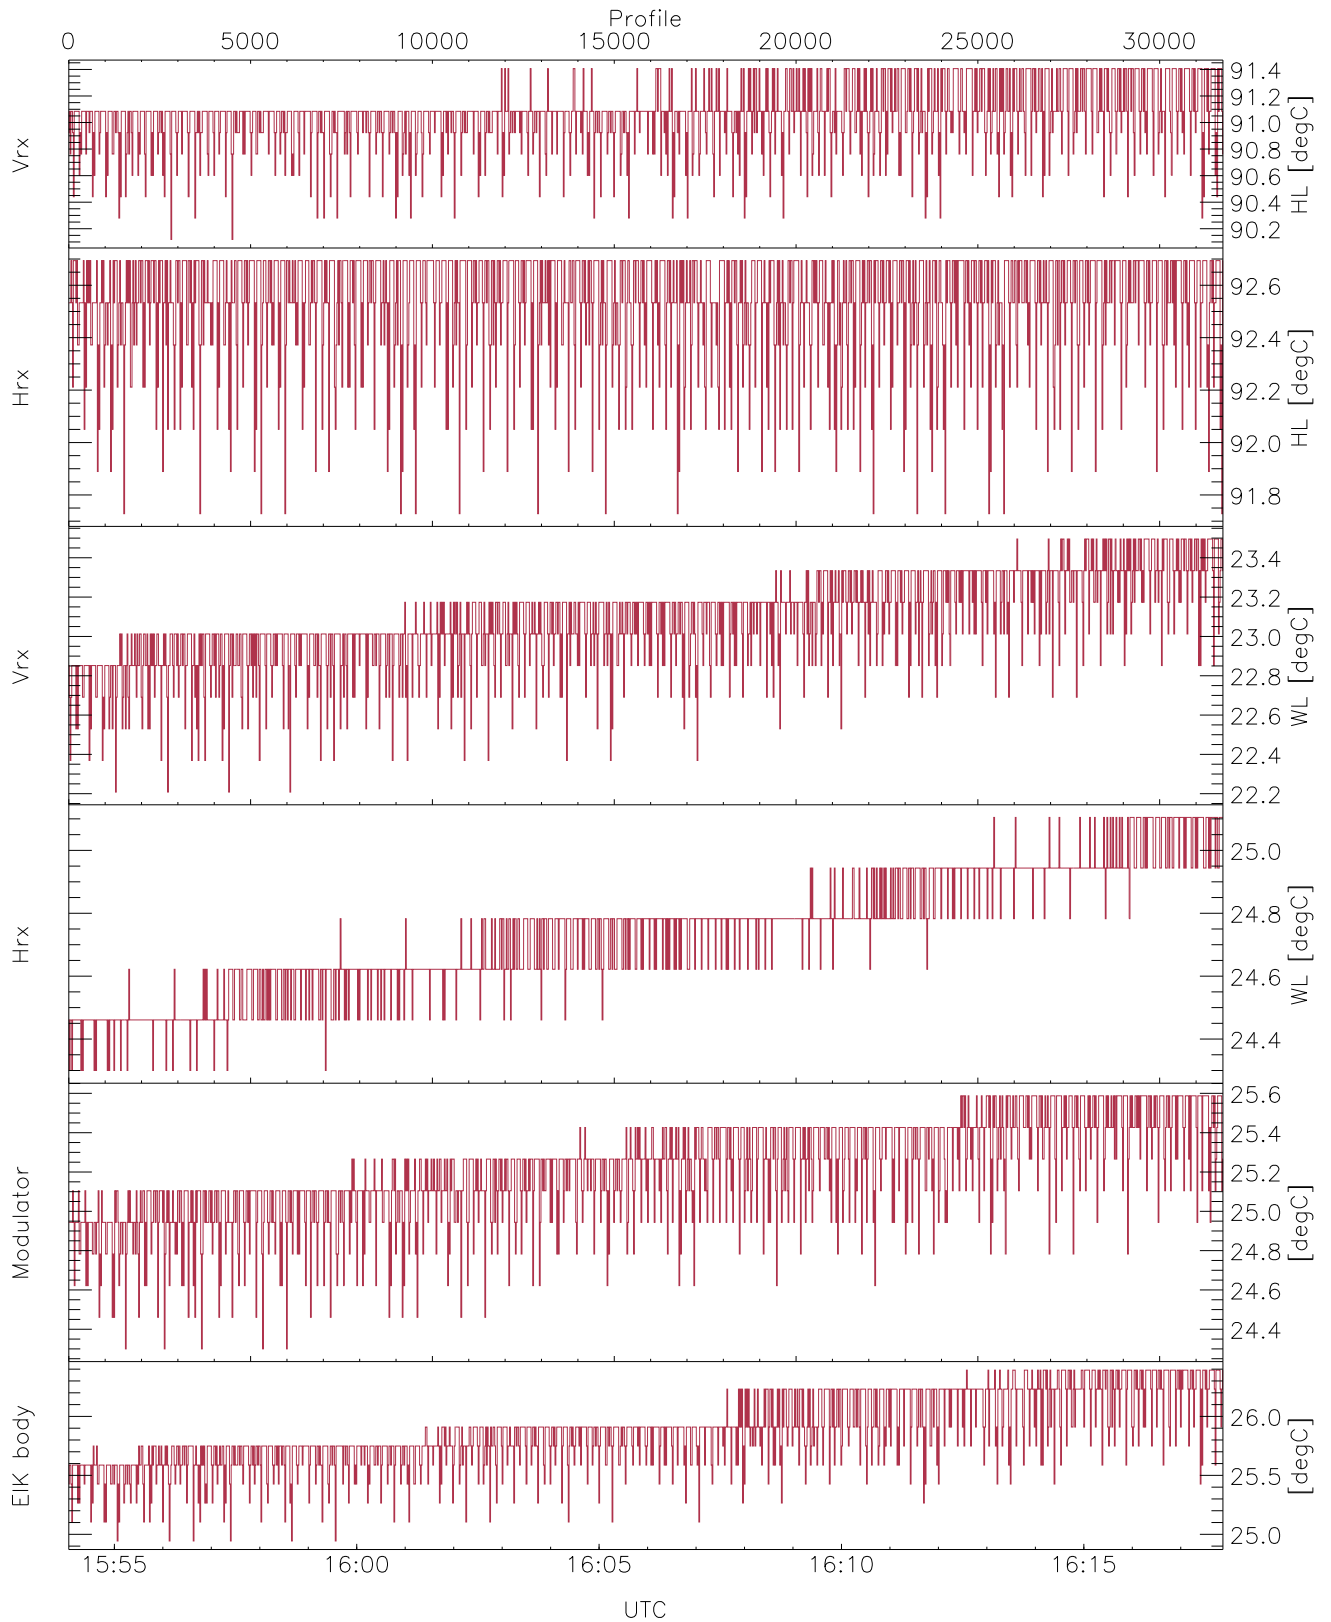 Profile
0 5000 10000 15000 20000 25000 30000
Vrx
91.4
91.2
91.0
90.8
90.6
90.4
90.2
HL [degC]
Hrx
92.6
92.4
92.2
92.0
91.8
HL [degC]
Vrx
23.4
23.2
23.0
22.8
22.6
22.4
22.2
WL [degC]
Hrx
25.0
24.8
24.6
24.4
WL [degC]
Modulator
25.6
25.4
25.2
25.0
24.8
24.6
24.4
[degC]
EIK body
26.0
25.5
25.0
[degC]
15:55 16:00 16:05 16:10 16:15
UTC